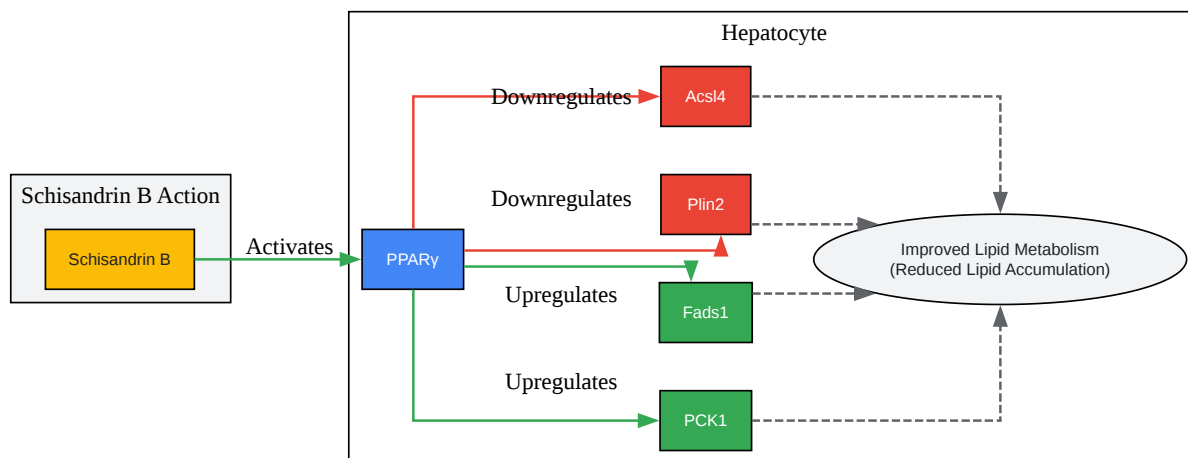 Hepatocyte
Downregulates
Acsl4
Schisandrin B Action
Downregulates
Plin2
Schisandrin B
Activates
PPARγ
Improved Lipid Metabolism
(Reduced Lipid Accumulation)
Upregulates
Fads1
Upregulates
PCK1